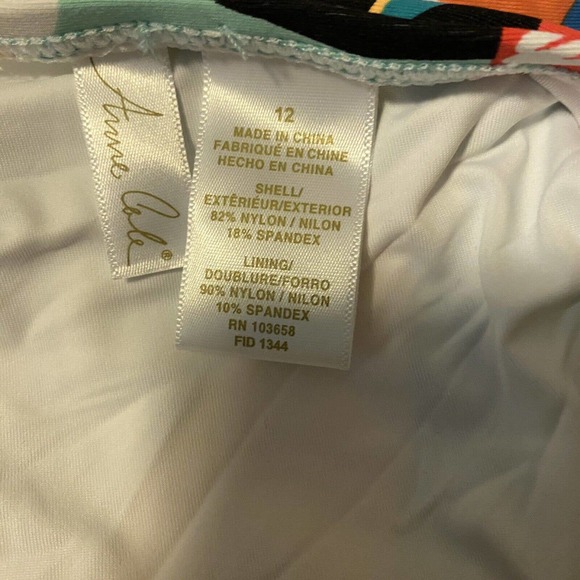 Anne Cole®
12
MADE IN CHINA
FABRIQUÉ EN CHINE
HECHO EN CHINA
SHELL/
EXTÉRIEUR/EXTERIOR
82% NYLON / NILON
18% SPANDEX
LINING/
DOUBLURE/FORRO
90% NYLON / NILON
10% SPANDEX
RN 103658
FID 1344